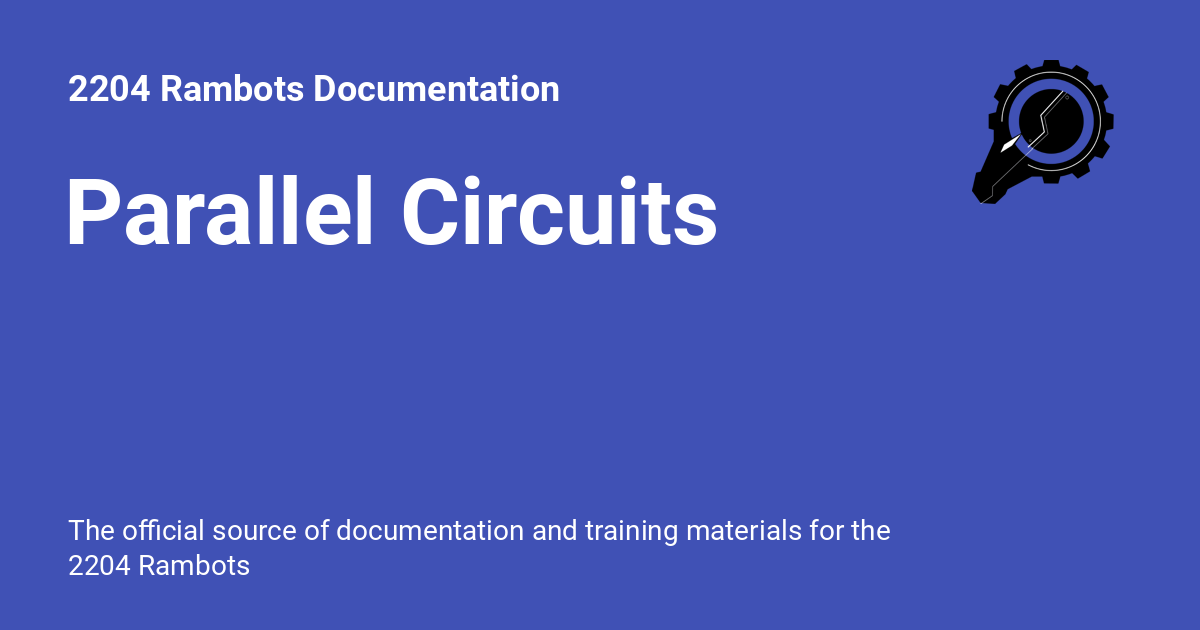 2204 Rambots Documentation
Parallel Circuits
The official source of documentation and training materials for the
2204 Rambots